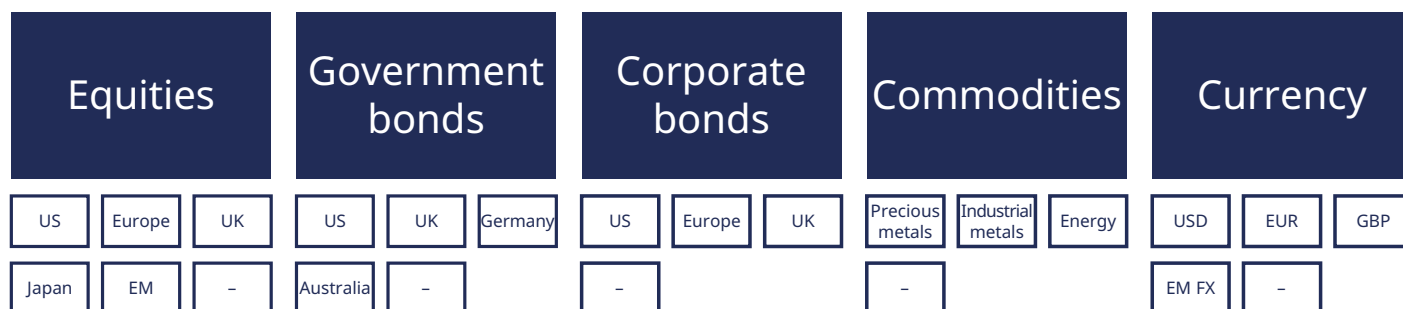 Equities
Government
bonds
Corporate
bonds
Commodities
Currency
US
Europe
UK
US
UK
Germany
US
Europe
UK
Precious
metals
Industrial
metals
Energy
USD
EUR
GBP
Japan
EM
–
Australia
–
–
–
EM FX
–